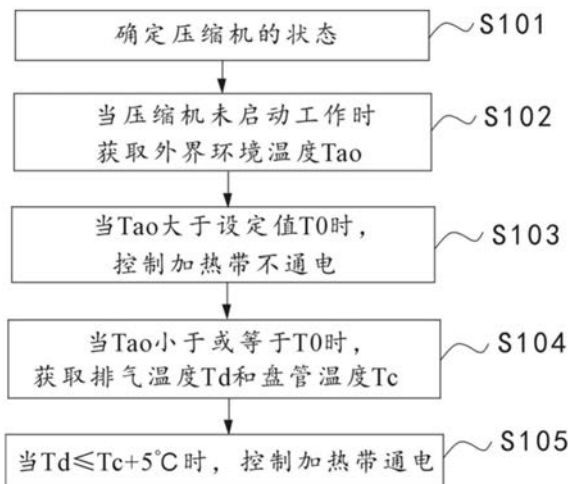 确定压缩机的状态
S101
当压缩机未启动工作时
获取外界环境温度Tao
S102
当Tao大于设定值T0时，
控制加热带不通电
S103
当Tao小于或等于T0时，
获取排气温度Td和盘管温度Tc
S104
当Td≤Tc+5℃时，控制加热带通电
S105